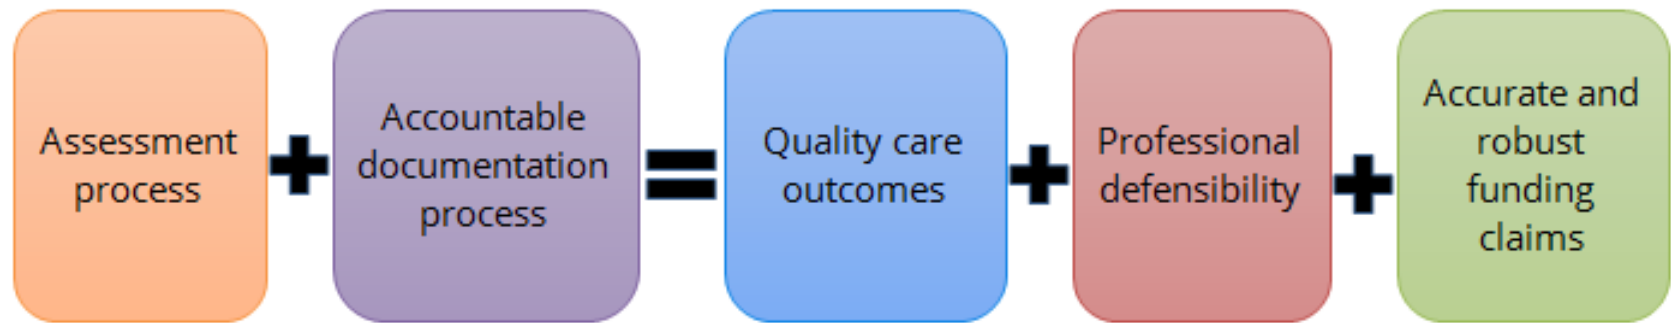 Assessment
process
Accountable
documentation
process
Quality care
outcomes
Professional
defensibility
Accurate and
robust
funding
claims